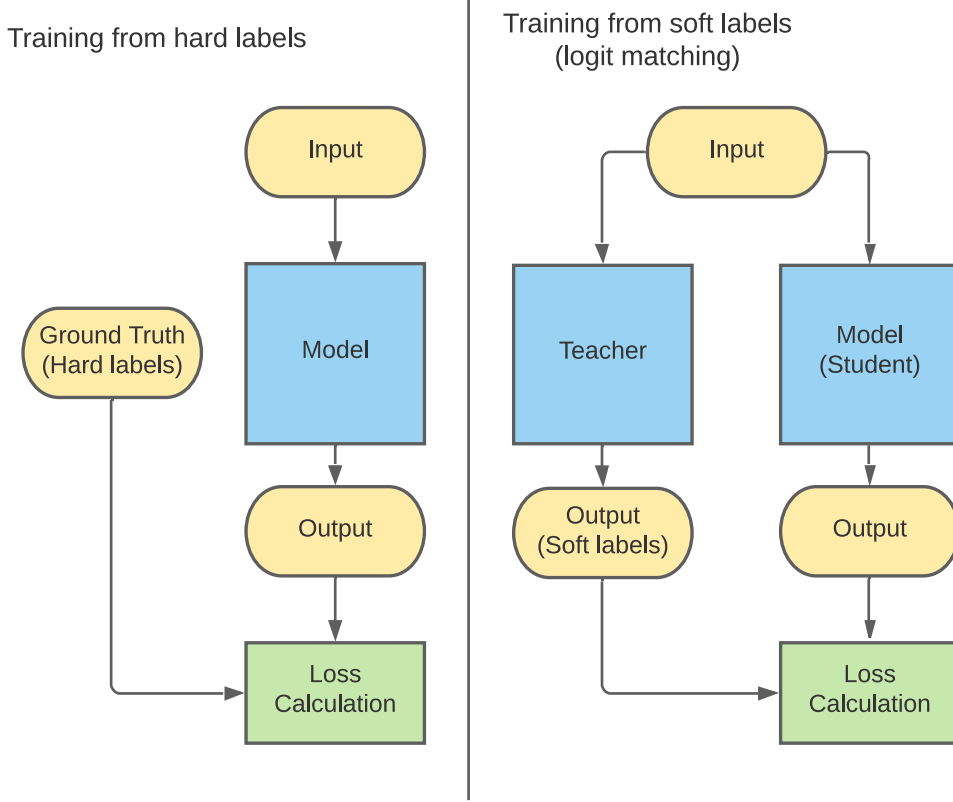 Training from hard labels
Input
Ground Truth
(Hard labels)
Model
Output
Loss
Calculation
Training from soft labels
(logit matching)
Input
Teacher
Model
(Student)
Output
(Soft labels)
Output
Loss
Calculation